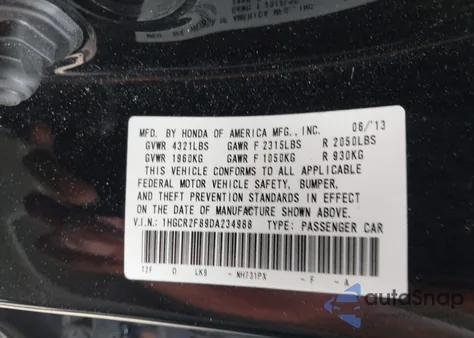 MFD. BY HONDA OF AMERICA MFG., INC. 06/13
GVWR 4321LBS GAWR F 2315LBS R 2050LBS
GVWR 1960KG GAWR F 1050KG R 930KG
THIS VEHICLE CONFORMS TO ALL APPLICABLE
FEDERAL MOTOR VEHICLE SAFETY, BUMPER,
AND THEFT PREVENTION STANDARDS IN EFFECT
ON THE DATE OF MANUFACTURE SHOWN ABOVE.
V.I.N.: 1HGCR2F89DA234988 TYPE: PASSENGER CAR
D LK9 - NH731PX - F - A
autoSnap